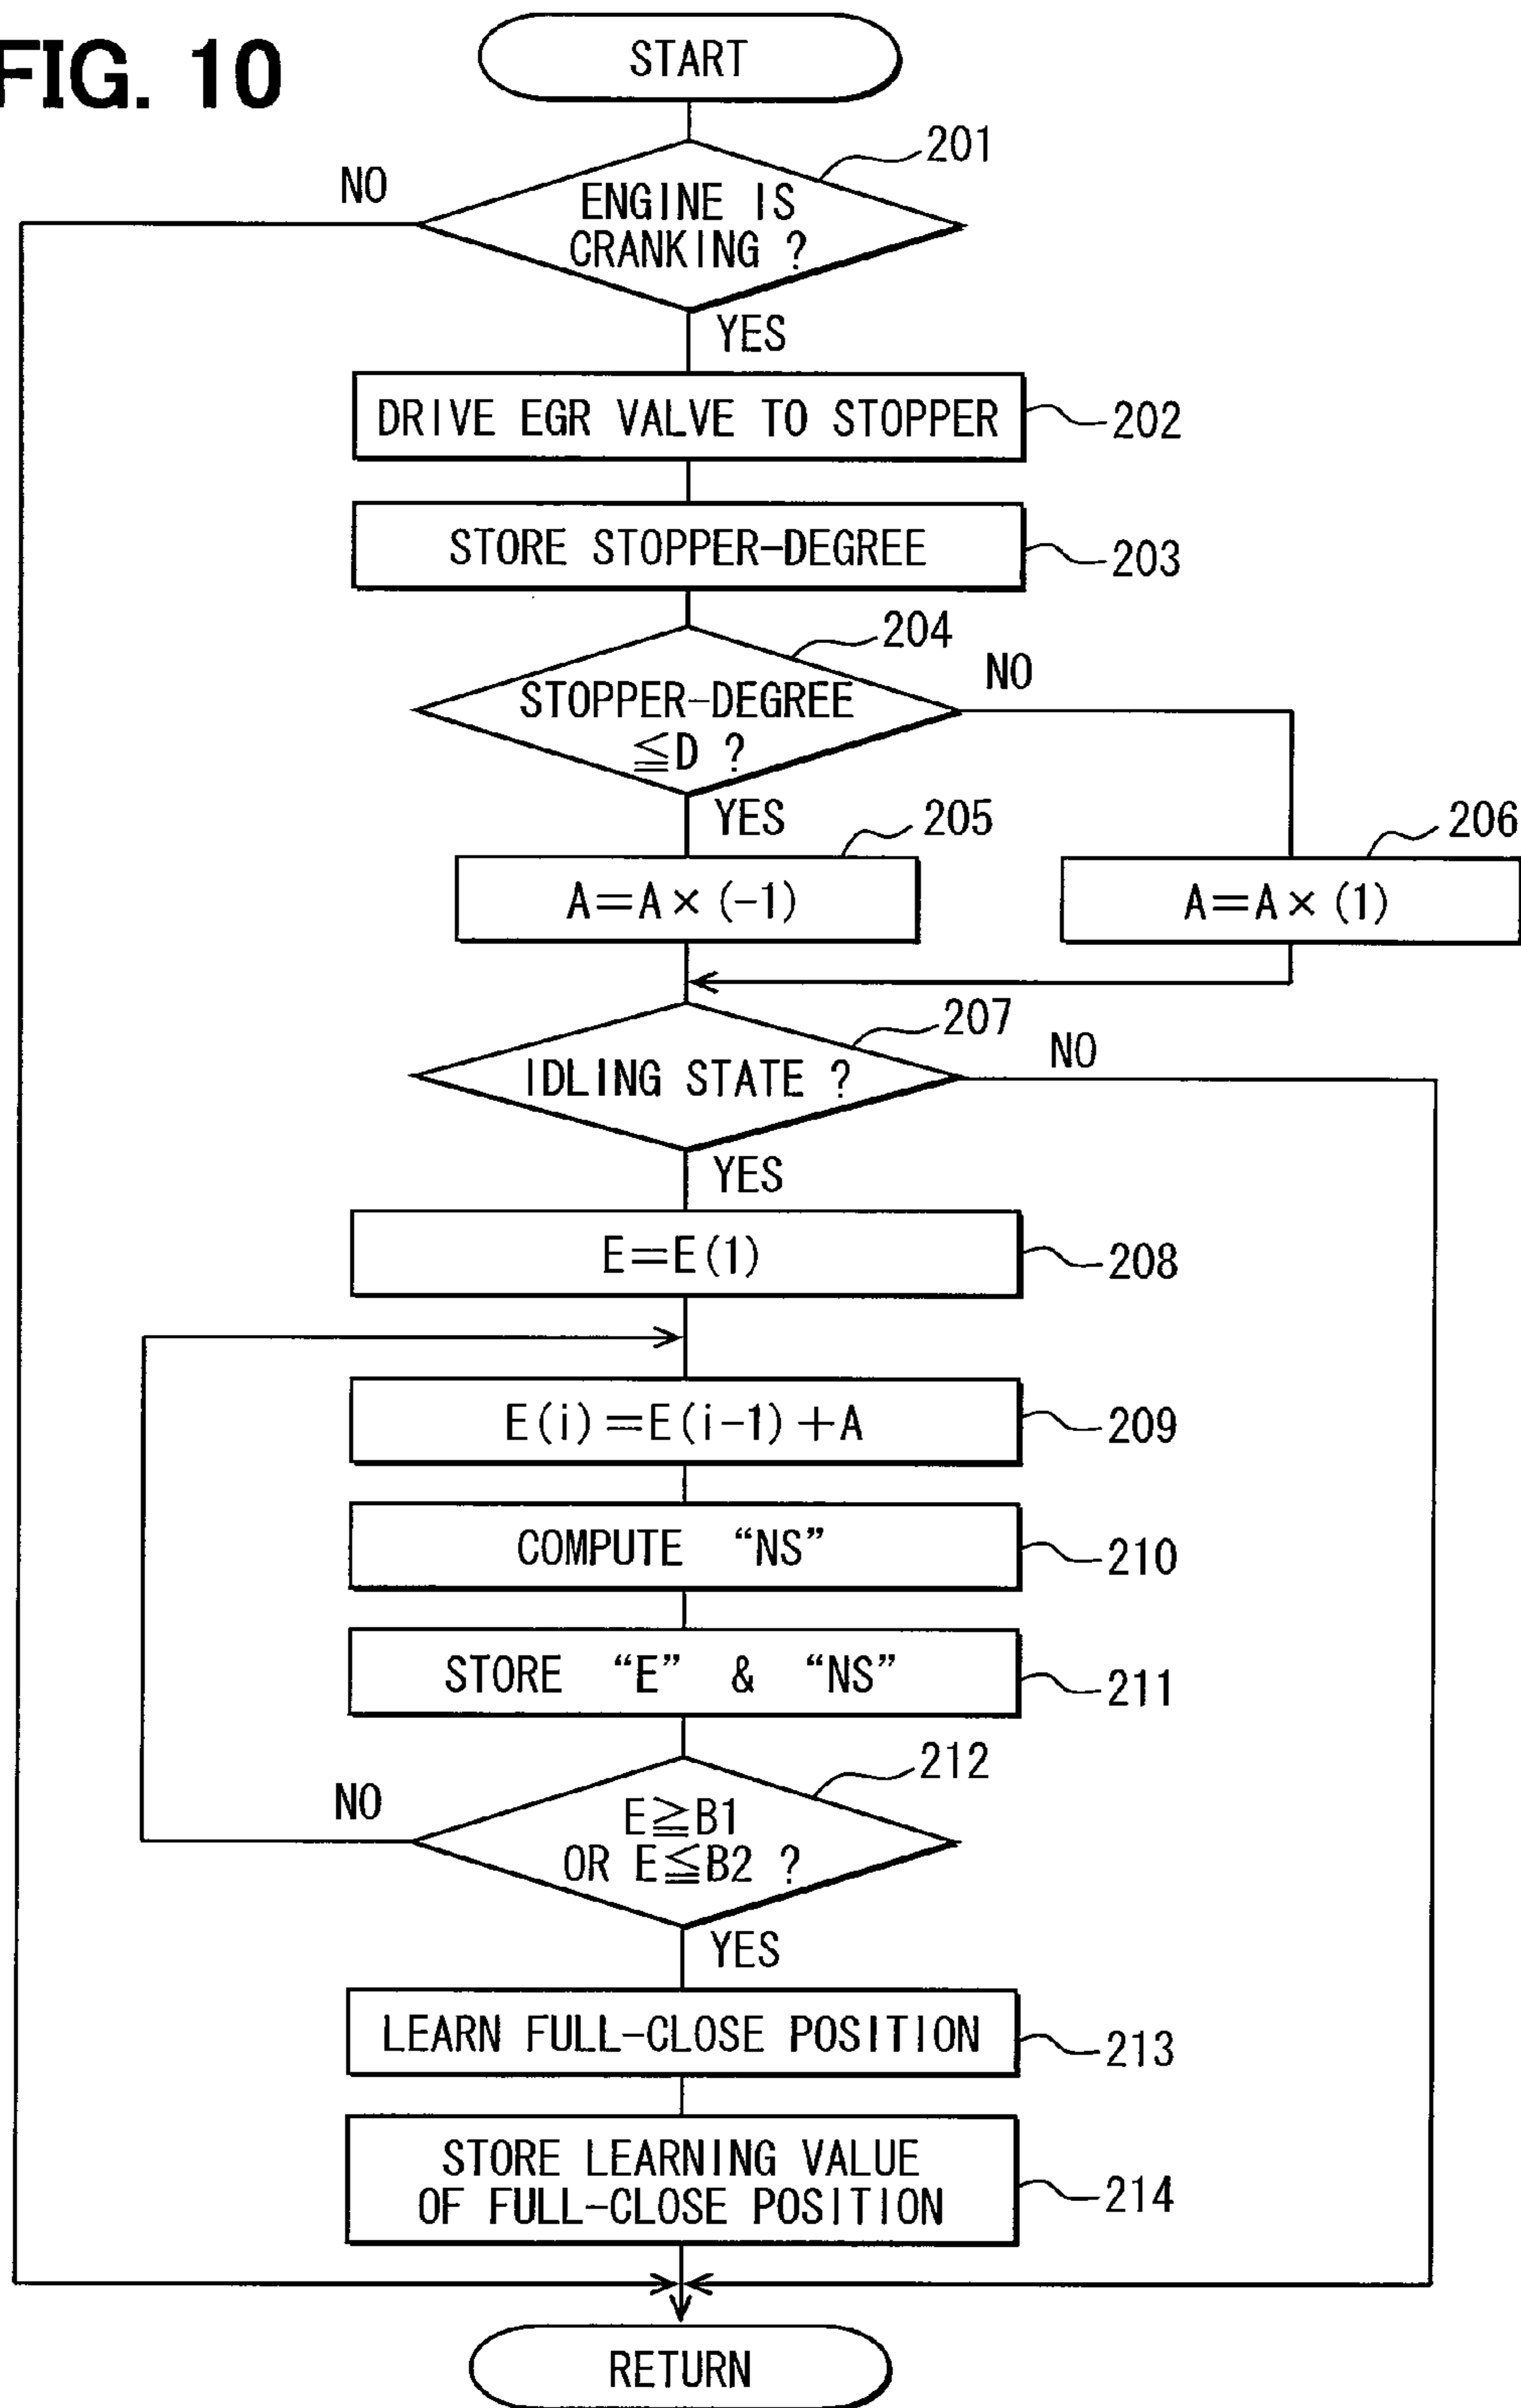 FIG. 10
START
201
NO
ENGINE IS
CRANKING ?
YES
DRIVE EGR VALVE TO STOPPER
202
STORE STOPPER-DEGREE
203
204
NO
STOPPER-DEGREE
≦D ?
YES
205
206
A=A×(-1)
A=A×(1)
207
NO
IDLING STATE ?
YES
E=E(1)
208
E(i)=E(i-1)+A
209
COMPUTE “NS”
210
STORE “E” & “NS”
211
212
NO
E≧B1
OR E≦B2 ?
YES
LEARN FULL-CLOSE POSITION
213
STORE LEARNING VALUE
OF FULL-CLOSE POSITION
214
RETURN